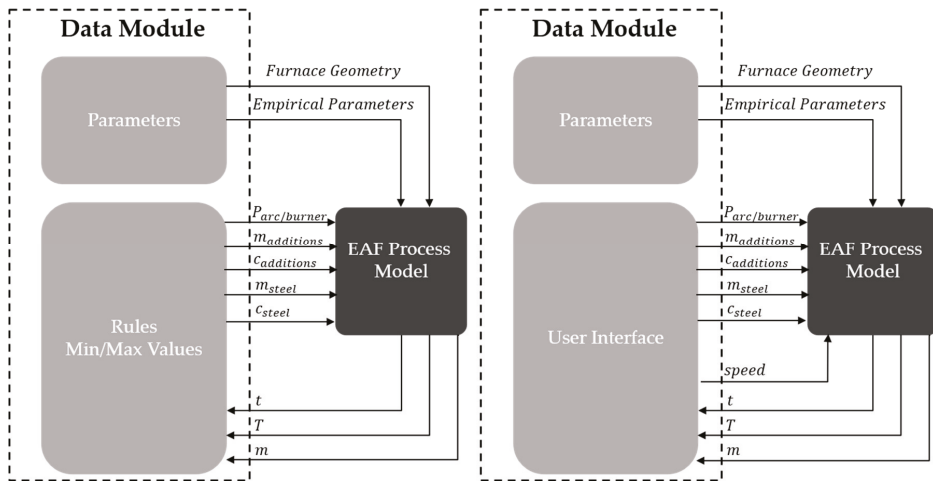 Data Module
Furnace Geometry
Empirical Parameters
Parameters
P_arc/burner
m_additions
c_additions
m_steel
c_steel
EAF Process
Model
Rules
Min/Max Values
t
T
m
Data Module
Furnace Geometry
Empirical Parameters
Parameters
P_arc/burner
m_additions
c_additions
m_steel
c_steel
EAF Process
Model
User Interface
speed
t
T
m